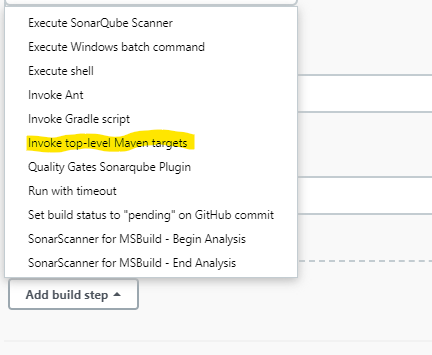 Execute SonarQube Scanner
Execute Windows batch command
Execute shell
Invoke Ant
Invoke Gradle script
Invoke top-level Maven targets
Quality Gates Sonarqube Plugin
Run with timeout
Set build status to "pending" on GitHub commit
SonarScanner for MSBuild - Begin Analysis
SonarScanner for MSBuild - End Analysis
Add build step